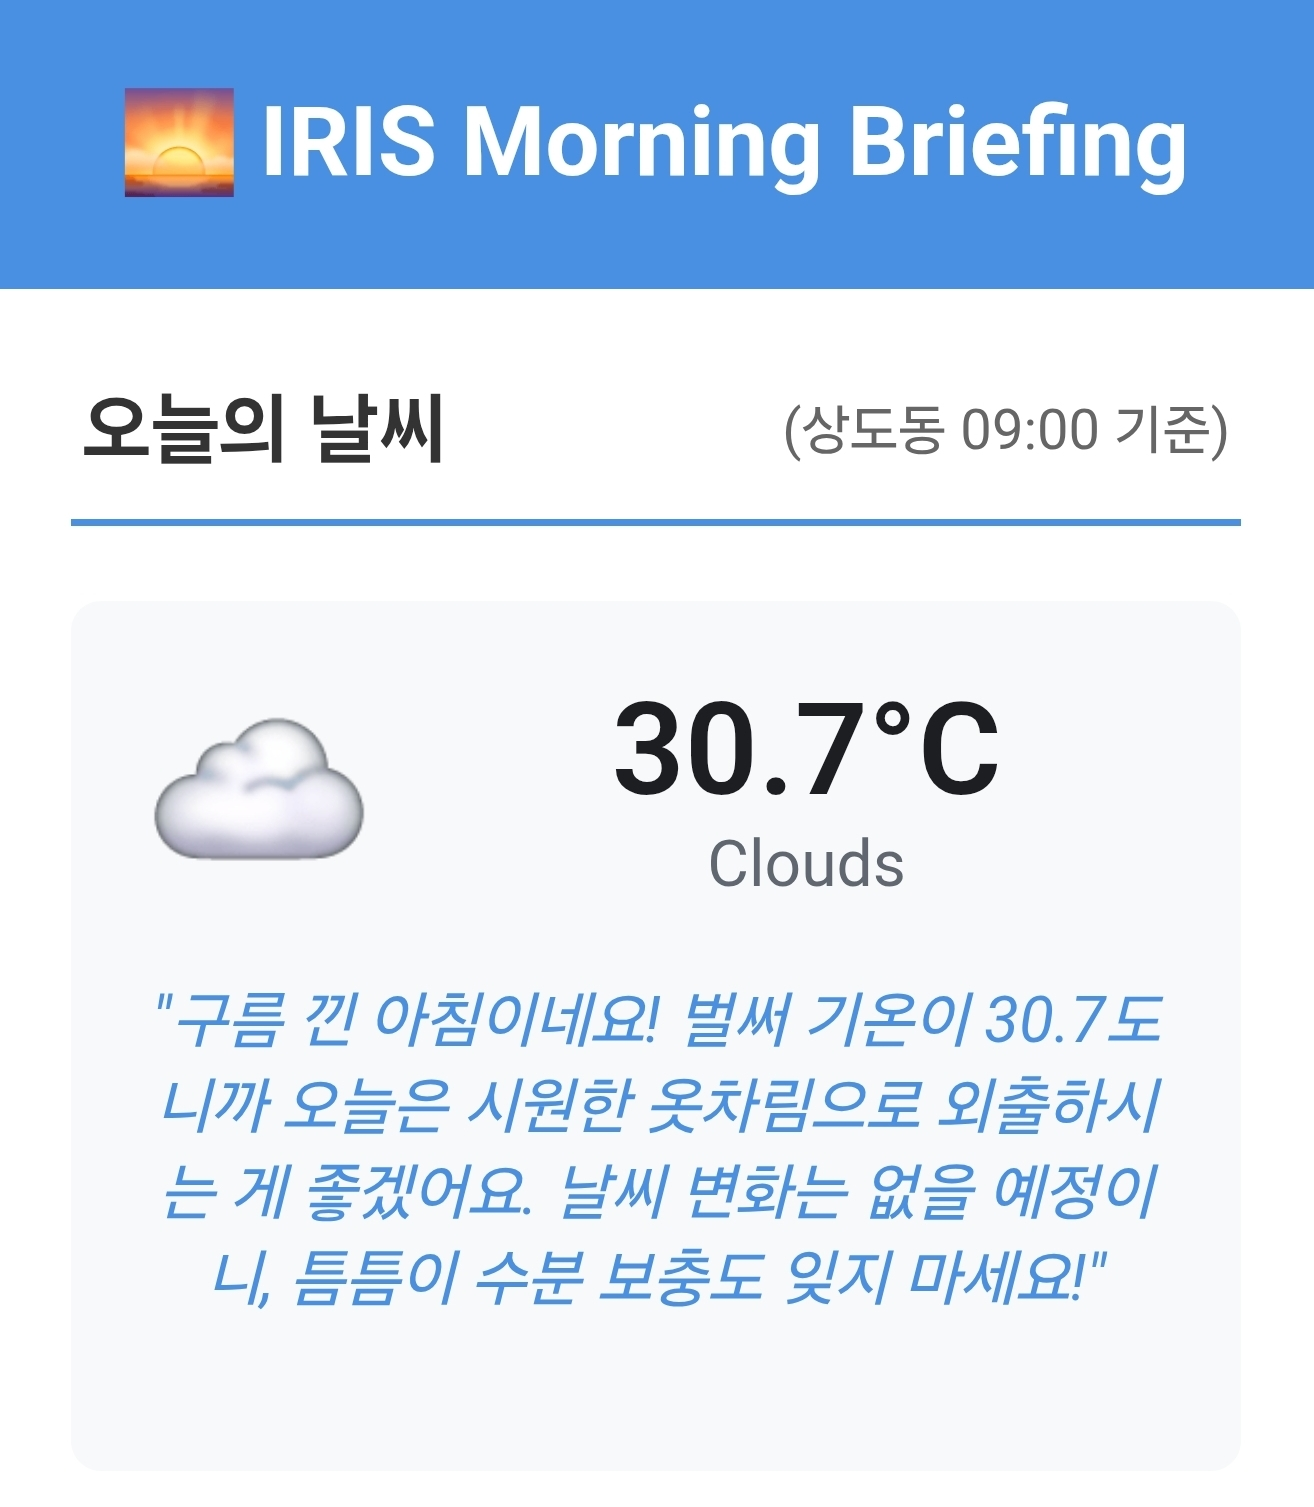 IRIS Morning Briefing
오늘의 날씨 (상도동 09:00 기준)
30.7°C
Clouds
"구름 낀 아침이네요! 벌써 기온이 30.7도
니까 오늘은 시원한 옷차림으로 외출하시
는 게 좋겠어요. 날씨 변화는 없을 예정이
니, 틈틈이 수분 보충도 잊지 마세요!"